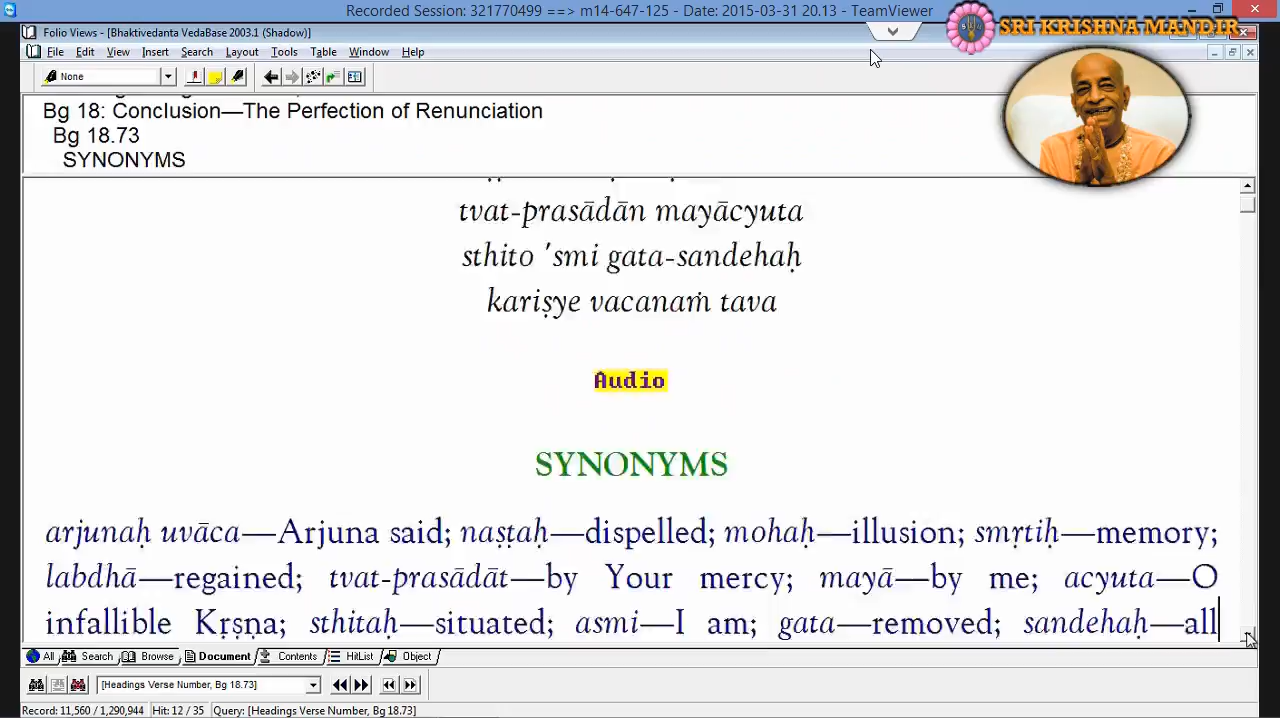 Recorded Session: 321770499 ==> m14-647-125 - Date: 2015-03-31 20.13 - TeamViewer
SRI KRISHNA MANDIR
Folio Views - [Bhaktivedanta VedaBase 2003.1 (Shadow)]
File Edit View Insert Search Layout Tools Table Window Help
None
Bg 18: Conclusion—The Perfection of Renunciation
Bg 18.73
SYNONYMS
tvat-prasādān mayācyuta
sthito 'smi gata-sandehaḥ
kariṣye vacanaṁ tava
Audio
SYNONYMS
arjunaḥ uvāca—Arjuna said; naṣṭaḥ—dispelled; mohaḥ—illusion; smṛtiḥ—memory;
labdhā—regained; tvat-prasādāt—by Your mercy; mayā—by me; acyuta—O
infallible Kṛṣṇa; sthitaḥ—situated; asmi—I am; gata—removed; sandehaḥ—all
All Search Browse Document Contents HitList Object
[Headings Verse Number, Bg 18.73]
Record: 11,560 / 1,290,944 Hit: 12 / 35 Query: [Headings Verse Number, Bg 18.73]